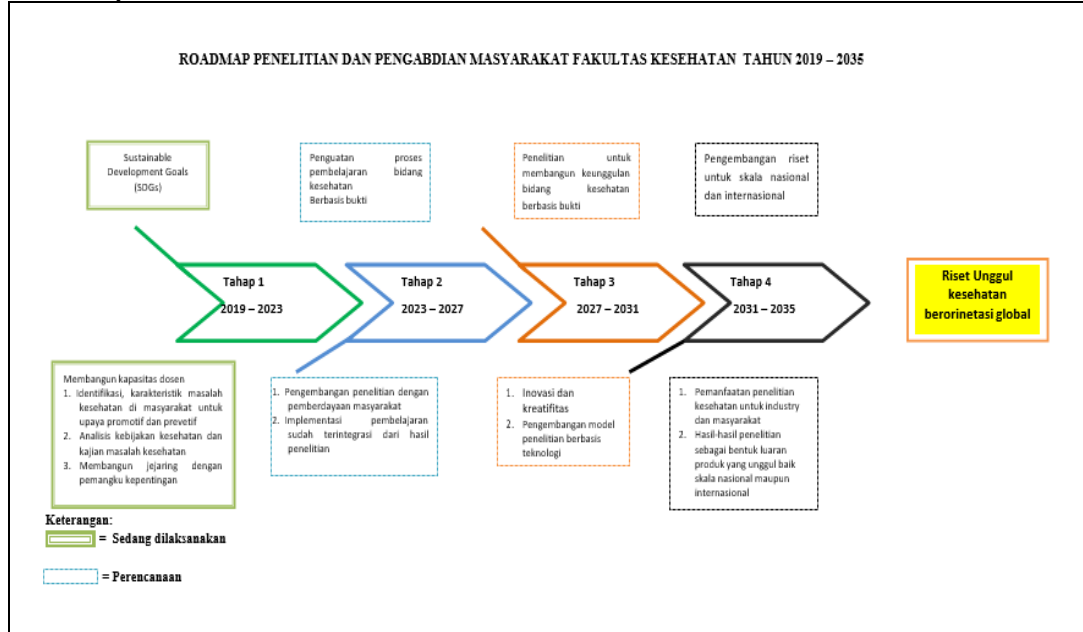 ROADMAP PENELITIAN DAN PENGABDIAN MASYARAKAT FAKULTAS KESEHATAN TAHUN 2019 – 2035
Sustainable
Development Goals
(SDGs)
Penguatan proses
pembelajaran bidang
kesehatan
Berbasis bukti
Penelitian untuk
membangun keunggulan
bidang kesehatan
berbasis bukti
Pengembangan riset
untuk skala nasional
dan internasional
Tahap 1
2019 – 2023
Tahap 2
2023 – 2027
Tahap 3
2027 – 2031
Tahap 4
2031 – 2035
Riset Unggul
kesehatan
berorinetasi global
Membangun kapasitas dosen
1. Identifikasi, karakteristik masalah
kesehatan di masyarakat untuk
upaya promotif dan prevetif
2. Analisis kebijakan kesehatan dan
kajian masalah kesehatan
3. Membangun jejaring dengan
pemangku kepentingan
1. Pengembangan penelitian dengan
pemberdayaan masyarakat
2. Implementasi pembelajaran
sudah terintegrasi dari hasil
penelitian
1. Inovasi dan
kreatifitas
2. Pengembangan model
penelitian berbasis
teknologi
1. Pemanfaatan penelitian
kesehatan untuk industry
dan masyarakat
2. Hasil-hasil penelitian
sebagai bentuk luaran
produk yang unggul baik
skala nasional maupun
internasional
Keterangan:
= Sedang dilaksanakan
= Perencanaan